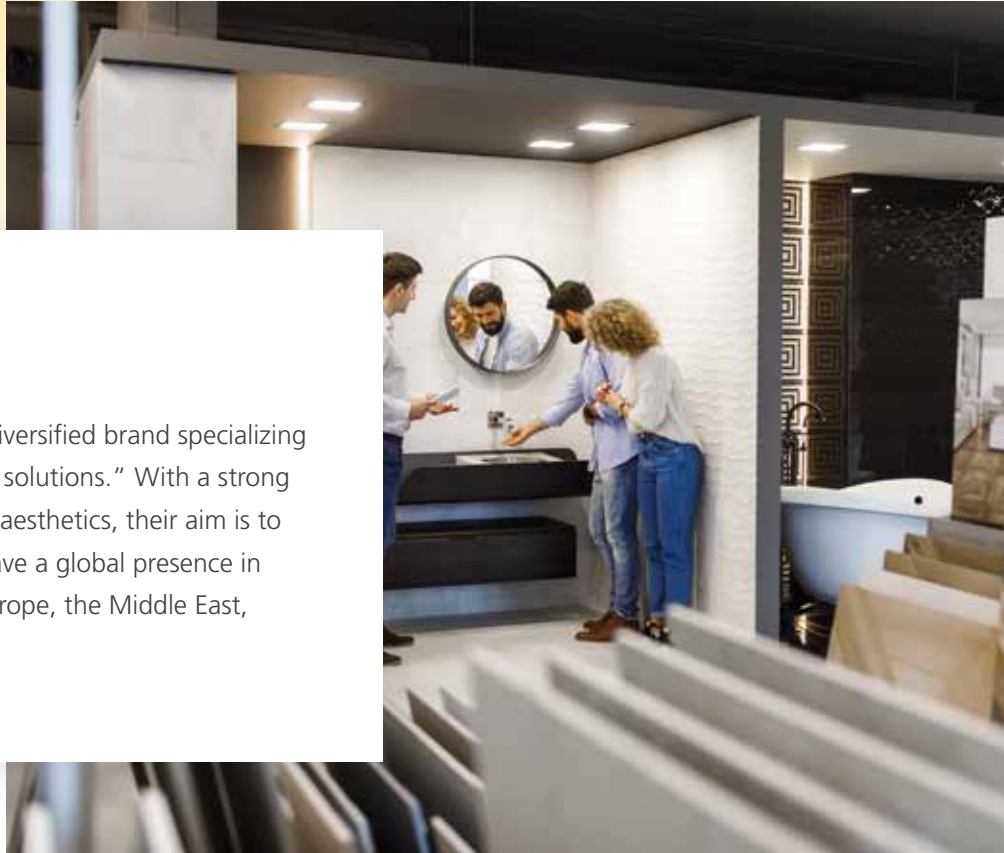 iversified brand specializing
solutions.” With a strong
aesthetics, their aim is to
ve a global presence in
rope, the Middle East,